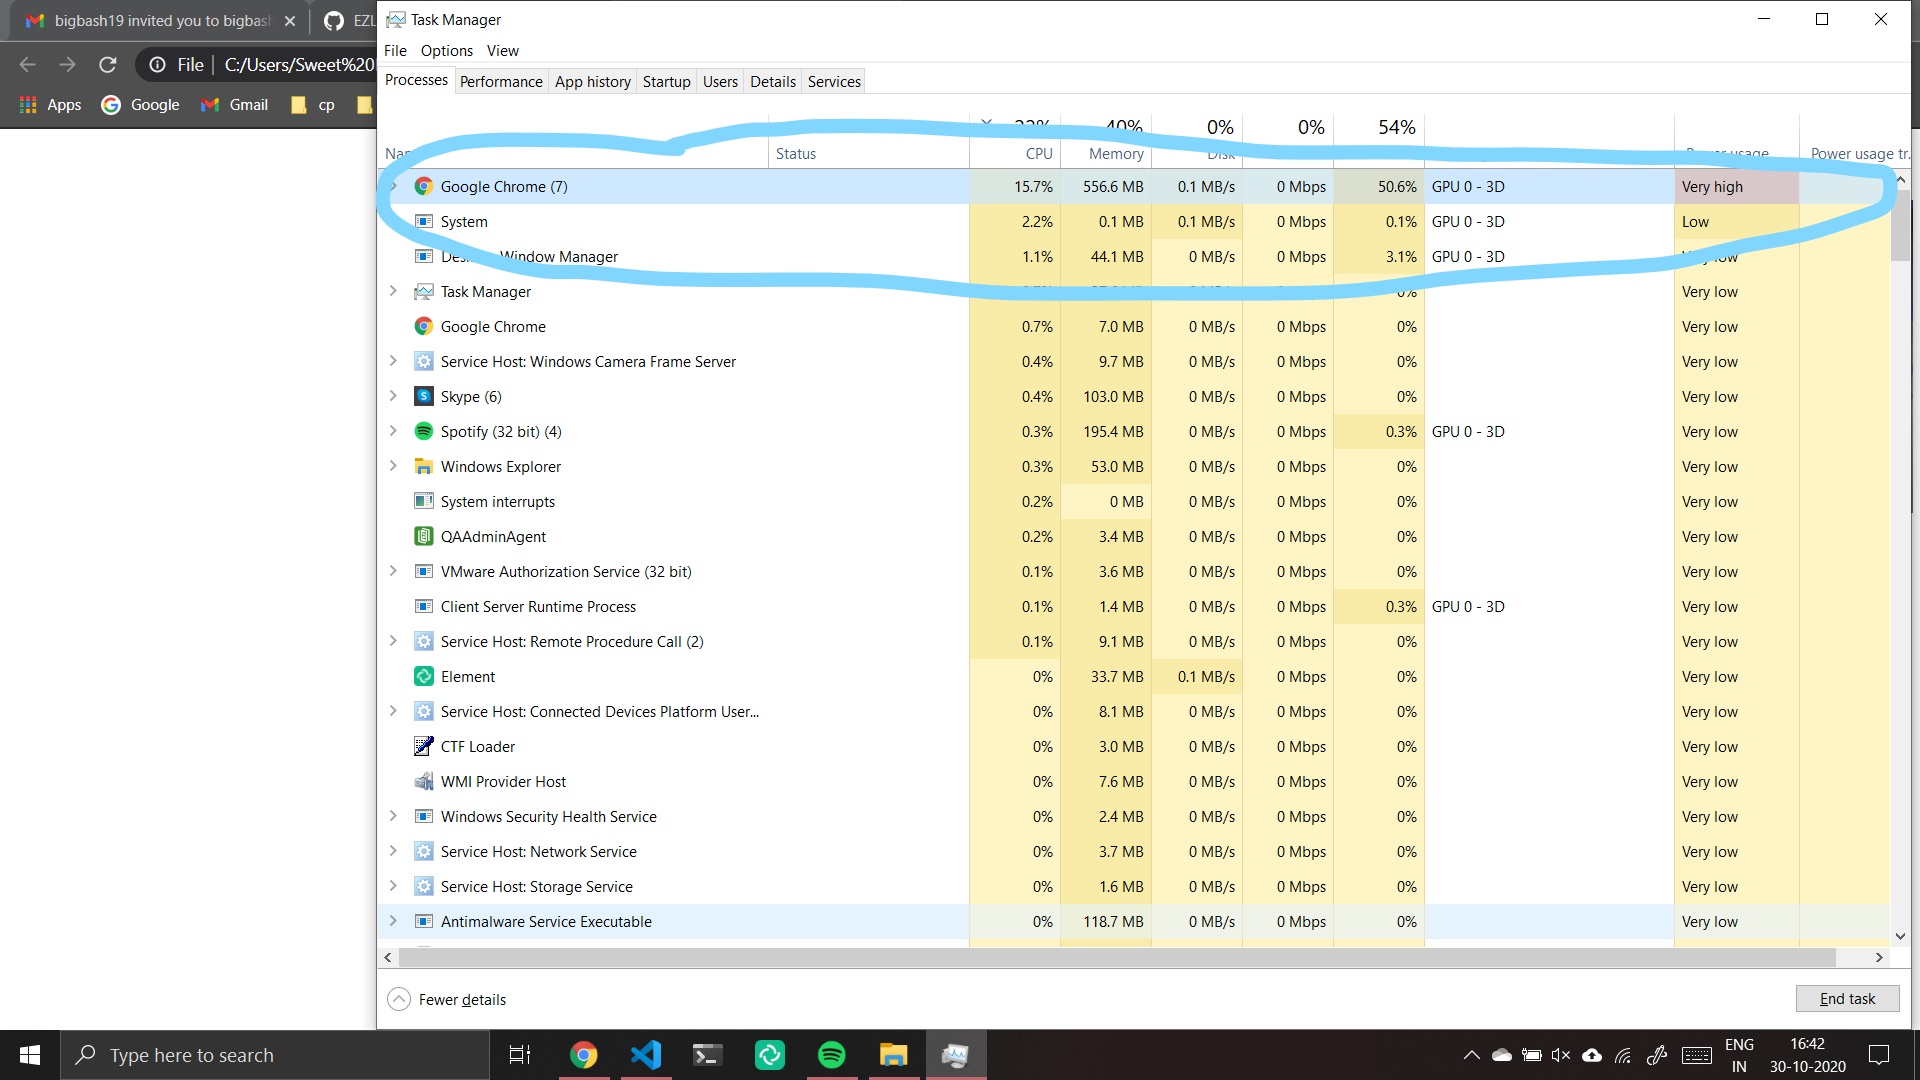 bigbash19 invited you to bigbash
EZL
File C:/Users/Sweet%20
Apps Google Gmail cp
Task Manager
File Options View
Processes Performance App history Startup Users Details Services
40% 0% 0% 54%
Status CPU Memory Disk Power usage Power usage tr...
Google Chrome (7) 15.7% 556.6 MB 0.1 MB/s 0 Mbps 50.6% GPU 0 - 3D Very high
System 2.2% 0.1 MB 0.1 MB/s 0 Mbps 0.1% GPU 0 - 3D Low
Window Manager 1.1% 44.1 MB 0 MB/s 0 Mbps 3.1% GPU 0 - 3D Very low
Task Manager 0% Very low
Google Chrome 0.7% 7.0 MB 0 MB/s 0 Mbps 0% Very low
Service Host: Windows Camera Frame Server 0.4% 9.7 MB 0 MB/s 0 Mbps 0% Very low
Skype (6) 0.4% 103.0 MB 0 MB/s 0 Mbps 0% Very low
Spotify (32 bit) (4) 0.3% 195.4 MB 0 MB/s 0 Mbps 0.3% GPU 0 - 3D Very low
Windows Explorer 0.3% 53.0 MB 0 MB/s 0 Mbps 0% Very low
System interrupts 0.2% 0 MB 0 MB/s 0 Mbps 0% Very low
QAAdminAgent 0.2% 3.4 MB 0 MB/s 0 Mbps 0% Very low
VMware Authorization Service (32 bit) 0.1% 3.6 MB 0 MB/s 0 Mbps 0% Very low
Client Server Runtime Process 0.1% 1.4 MB 0 MB/s 0 Mbps 0.3% GPU 0 - 3D Very low
Service Host: Remote Procedure Call (2) 0.1% 9.1 MB 0 MB/s 0 Mbps 0% Very low
Element 0% 33.7 MB 0.1 MB/s 0 Mbps 0% Very low
Service Host: Connected Devices Platform User... 0% 8.1 MB 0 MB/s 0 Mbps 0% Very low
CTF Loader 0% 3.0 MB 0 MB/s 0 Mbps 0% Very low
WMI Provider Host 0% 7.6 MB 0 MB/s 0 Mbps 0% Very low
Windows Security Health Service 0% 2.4 MB 0 MB/s 0 Mbps 0% Very low
Service Host: Network Service 0% 3.7 MB 0 MB/s 0 Mbps 0% Very low
Service Host: Storage Service 0% 1.6 MB 0 MB/s 0 Mbps 0% Very low
Antimalware Service Executable 0% 118.7 MB 0 MB/s 0 Mbps 0% Very low
Fewer details End task
Type here to search
ENG 16:42
IN 30-10-2020